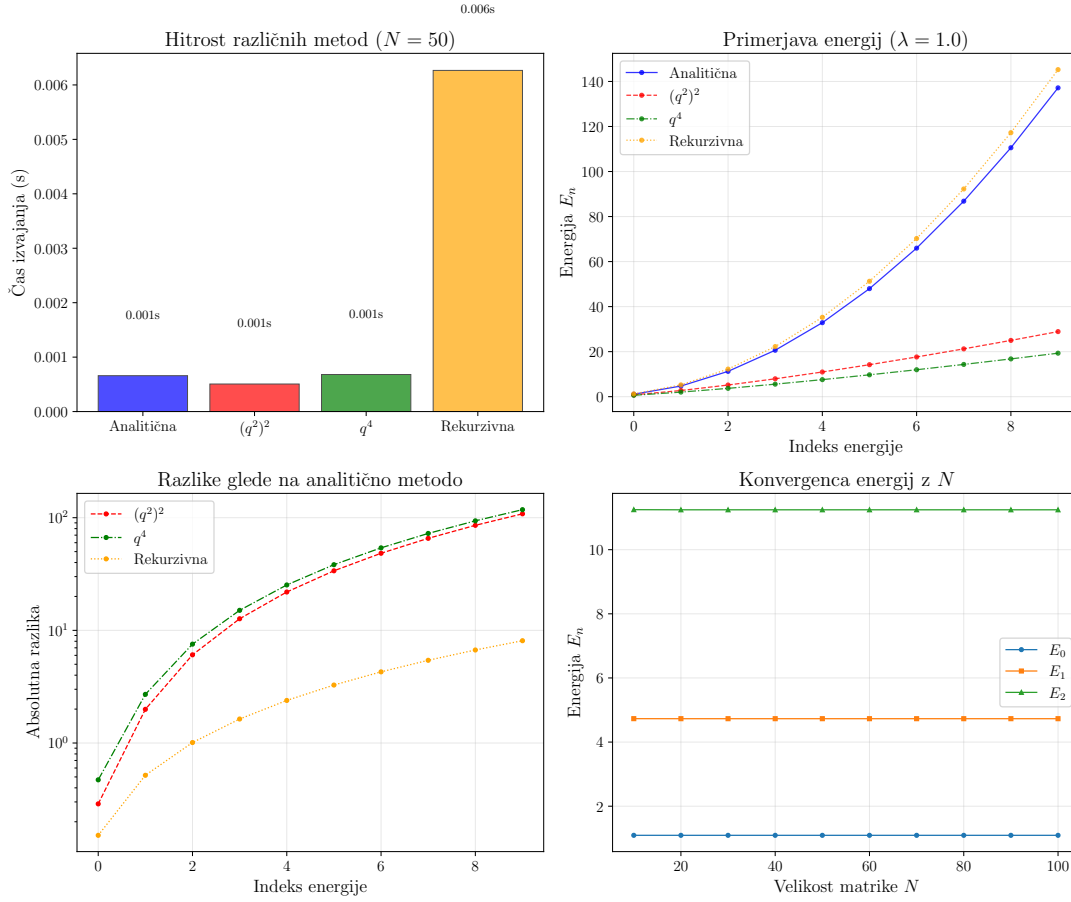 Hitrost različnih metod (N = 50)
0.006s
0.001s
0.001s
0.001s
Čas izvajanja (s)
0.006
0.005
0.004
0.003
0.002
0.001
0.000
Analitična (q²)² q⁴ Rekurzivna
Primerjava energij (λ = 1.0)
Analitična
(q²)²
q⁴
Rekurzivna
Energija Eₙ
140
120
100
80
60
40
20
0
0 2 4 6 8
Indeks energije
Razlike glede na analitično metodo
(q²)²
q⁴
Rekurzivna
Absolutna razlika
10²
10¹
10⁰
0 2 4 6 8
Indeks energije
Konvergenca energij z N
E₀
E₁
E₂
Energija Eₙ
10
8
6
4
2
20 40 60 80 100
Velikost matrike N